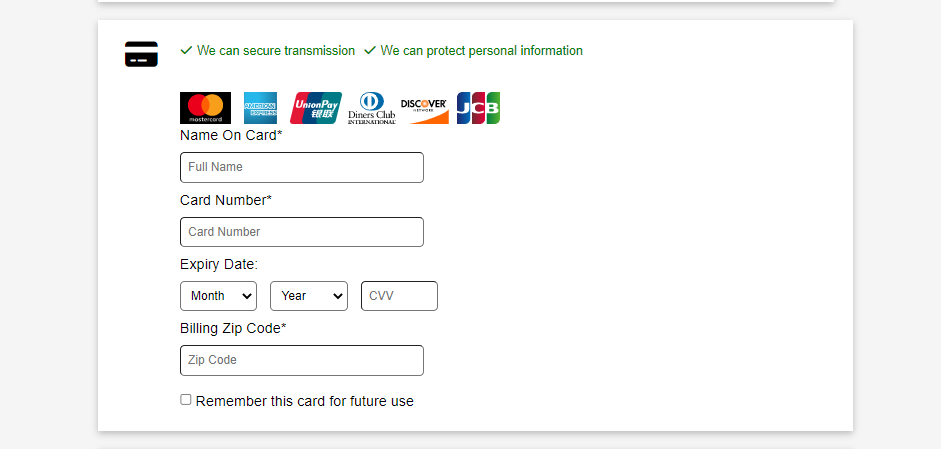 We can secure transmission We can protect personal information
mastercard AMERICAN EXPRESS UnionPay 银联 Diners Club INTERNATIONAL DISCOVER NETWORK JCB
Name On Card*
Full Name
Card Number*
Card Number
Expiry Date:
Month Year CVV
Billing Zip Code*
Zip Code
Remember this card for future use